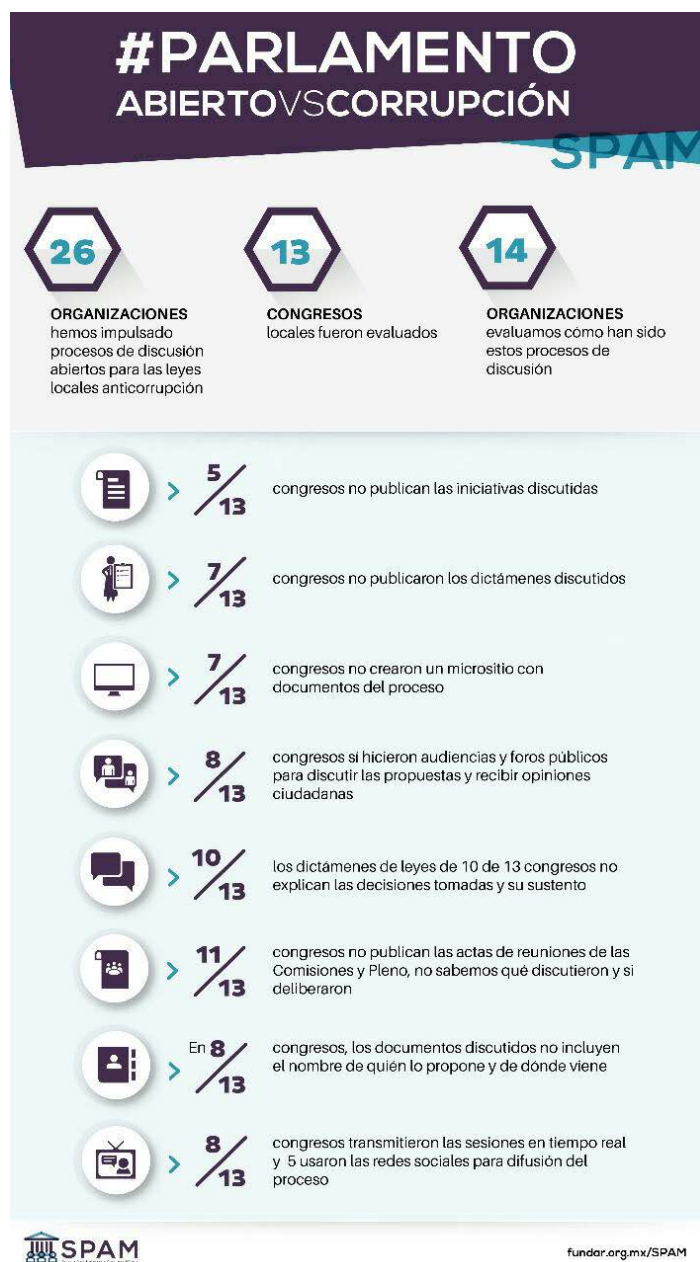 #PARLAMENTO
ABIERTOVSCORRUPCIÓN
SPAM
26
ORGANIZACIONES
hemos impulsado
procesos de discusión
abiertos para las leyes
locales anticorrupción
13
CONGRESOS
locales fueron evaluados
14
ORGANIZACIONES
evaluamos cómo han sido
estos procesos de
discusión
5/13
congresos no publican las iniciativas discutidas
7/13
congresos no publicaron los dictámenes discutidos
7/13
congresos no crearon un micrositio con
documentos del proceso
8/13
congresos sí hicieron audiencias y foros públicos
para discutir las propuestas y recibir opiniones
ciudadanas
10/13
los dictámenes de leyes de 10 de 13 congresos no
explican las decisiones tomadas y su sustento
11/13
congresos no publican las actas de reuniones de las
Comisiones y Pleno, no sabemos qué discutieron y si
deliberaron
En 8/13
congresos, los documentos discutidos no incluyen
el nombre de quién lo propone y de dónde viene
8/13
congresos transmitieron las sesiones en tiempo real
y 5 usaron las redes sociales para difusión del
proceso
SPAM
fundar.org.mx/SPAM